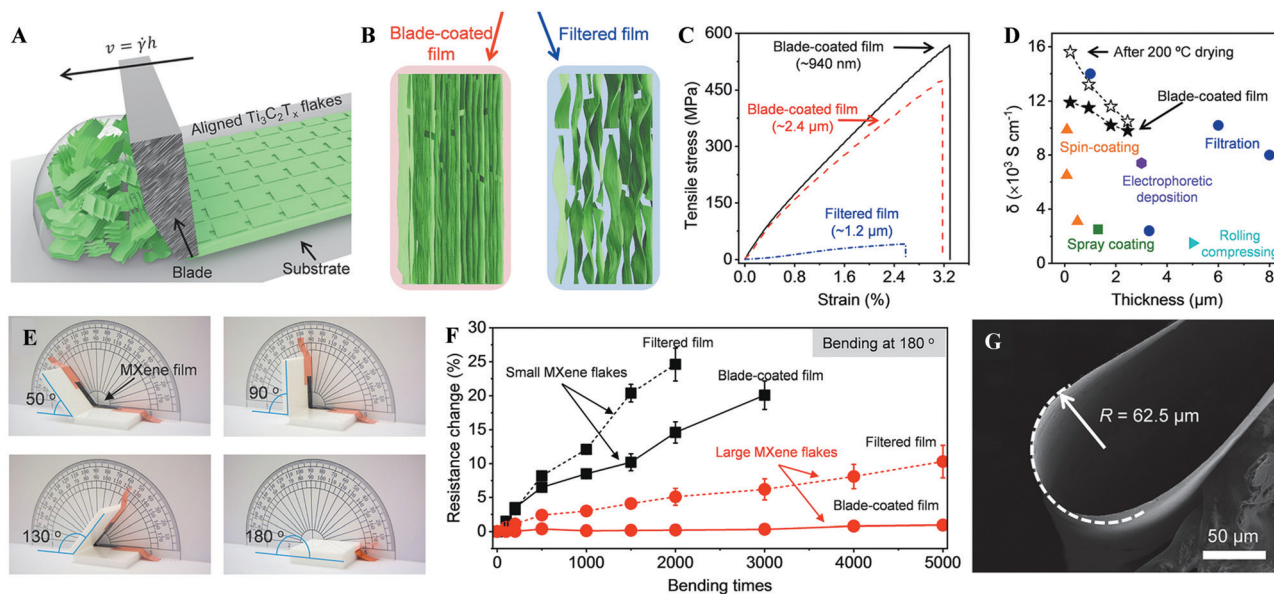 A
v = γ̇h
Aligned Ti₃C₂Tₓ flakes
Blade
Substrate
B
Blade-coated
film
Filtered film
C
Tensile stress (MPa)
600
450
300
150
0
Blade-coated film
(~940 nm)
Blade-coated film
(~2.4 μm)
Filtered film
(~1.2 μm)
0.0
0.8
1.6
2.4
3.2
Strain (%)
D
δ (×10³ S cm⁻¹)
16
12
8
4
0
After 200 ºC drying
Blade-coated film
Spin-coating
Filtration
Electrophoretic
deposition
Spray coating
Rolling
compressing
0
2
4
6
8
Thickness (μm)
E
50 º
MXene film
90 º
130 º
180 º
F
Resistance change (%)
30
25
20
15
10
5
0
Bending at 180 º
Filtered film
Small MXene flakes
Blade-coated film
Large MXene flakes
Filtered film
Blade-coated film
0
1000
2000
3000
4000
5000
Bending times
G
R = 62.5 μm
50 μm